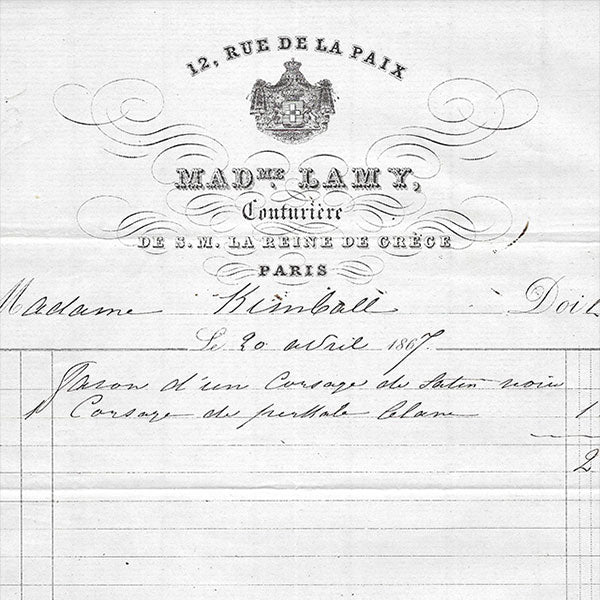 12, RUE DE LA PAIX
MADME. LAMY,
Couturière
DE S. M. LA REINE DE GRÈCE
PARIS
Madame Kimball Doit
Le 20 avril 1867.
Façon d'un Corsage de Satin noir
1 Corsage de perkale blanc 1
2